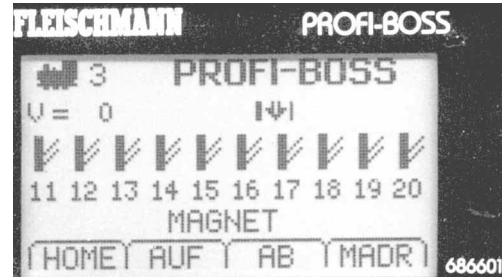 FLEISCHMANN PROFI-BOSS
3 PROFI-BOSS
V = 0
11 12 13 14 15 16 17 18 19 20
MAGNET
HOME AUF AB MADR
68660